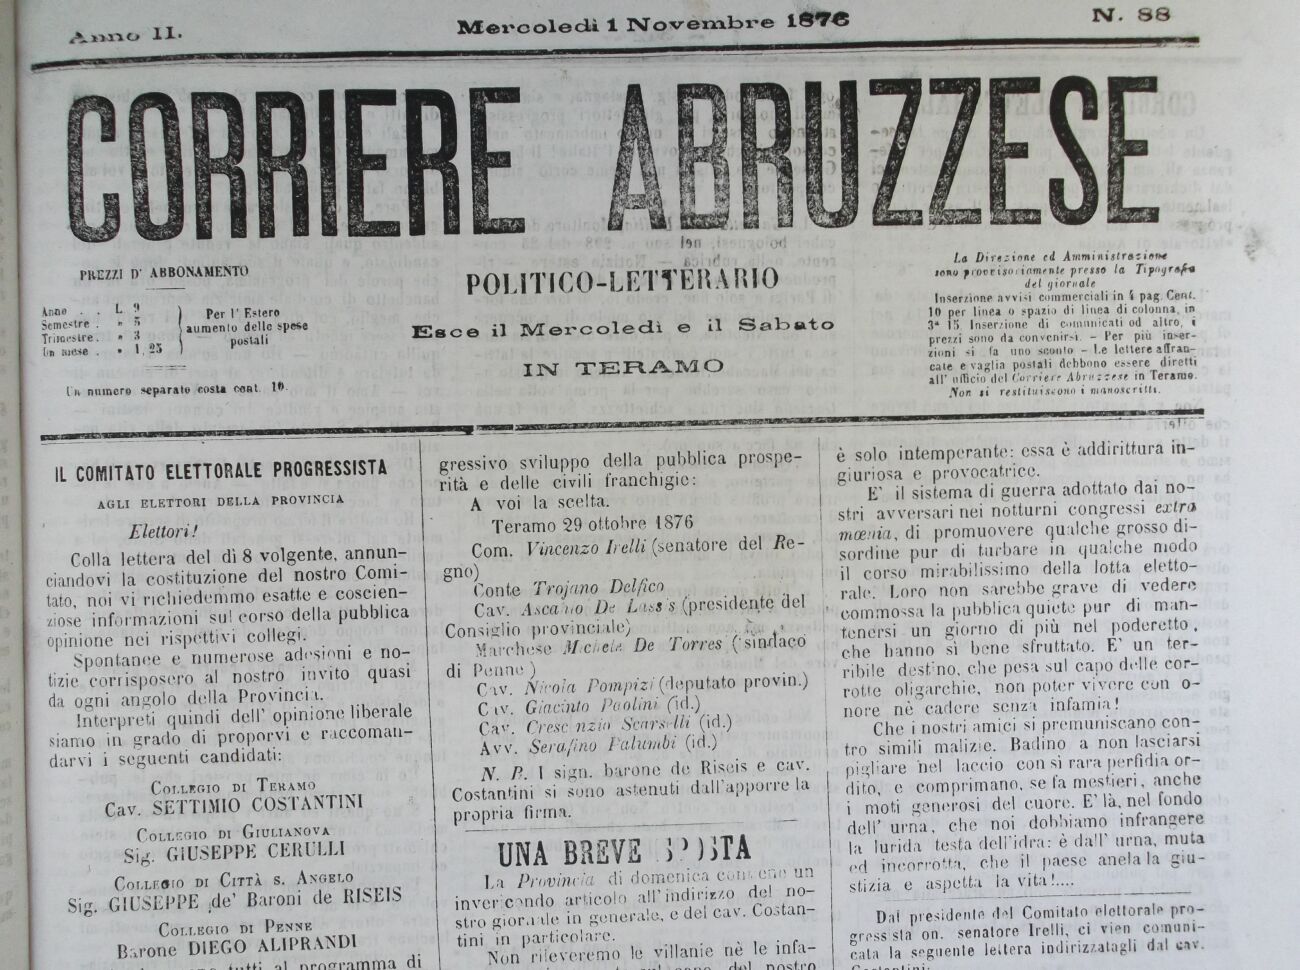 Anno II.
Mercoledì 1 Novembre 1876
N. 88
CORRIERE ABRUZZESE
PREZZI D' ABBONAMENTO
Anno . . L. 9
Semestre . » 5
Trimestre . » 3
Un mese . » 1, 25
Per l' Estero
aumento delle spese
postali
Un numero separato costa cent. 10.
POLITICO-LETTERARIO
Esce il Mercoledì e il Sabato
IN TERAMO
La Direzione ed Amministrazione
sono provvisoriamente presso la Tipografia
del giornale
Inserzione avvisi commerciali in 4 pag. Cent.
10 per linea o spazio di linea di colonna, in
3ª 15. Inserzione di comunicati od altro, i
prezzi sono da convenirsi. - Per più inser-
zioni si fa uno sconto - Le lettere affran-
cate e vaglia postali debbono essere diretti
all' ufficio del Corriere Abruzzese in Teramo.
Non si restituiscono i manoscritti.
IL COMITATO ELETTORALE PROGRESSISTA
AGLI ELETTORI DELLA PROVINCIA
Elettori!
Colla lettera del dì 8 volgente, annun-
ciandovi la costituzione del nostro Comi-
tato, noi vi richiedemmo esatte e coscien-
ziose informazioni sul corso della pubblica
opinione nei rispettivi collegi.
Spontanee e numerose adesioni e no-
tizie corrisposero al nostro invito quasi
da ogni angolo della Provincia.
Interpreti quindi dell' opinione liberale
siamo in grado di proporvi e raccoman-
darvi i seguenti candidati:
COLLEGIO DI TERAMO
Cav. SETTIMIO COSTANTINI
COLLEGIO DI GIULIANOVA
Sig. GIUSEPPE CERULLI
COLLEGIO DI CITTÀ S. ANGELO
Sig. GIUSEPPE de' Baroni de RISEIS
COLLEGIO DI PENNE
Barone DIEGO ALIPRANDI
tutti al programma di
gressivo sviluppo della pubblica prospe-
rità e delle civili franchigie:
A voi la scelta.
Teramo 29 ottobre 1876
Com. Vincenzo Irelli (senatore del Re-
gno)
Conte Trojano Delfico
Cav. Ascanio De (presidente del
Consiglio provinciale)
Marchese Michele De Torres (sindaco
di Penne)
Cav. Nicola Pompizi (deputato provin.)
Cav. Giacinto Paolini (id.)
Cav. Crescenzio Scarselli (id.)
Avv. Serafino Palumbi (id.)
N. B. I sign. barone de Riseis e cav.
Costantini si sono astenuti dall'apporre la
propria firma.
UNA BREVE RISPOSTA
La Provincia di domenica contiene un
invericondo articolo all'indirizzo del no-
stro giornale in generale, e del cav. Costan-
tini in particolare.
Non rileveremo le villanie nè le infa-
del nostro
è solo intemperante: essa è addirittura in-
giuriosa e provocatrice.
E' il sistema di guerra adottato dai no-
stri avversari nei notturni congressi extra
mœnia, di promuovere qualche grosso di-
sordine pur di turbare in qualche modo
il corso mirabilissimo della lotta eletto-
rale. Loro non sarebbe grave di vedere
commossa la pubblica quiete pur di man-
tenersi un giorno di più nel poderetto,
che hanno sì bene sfruttato. E' un ter-
ribile destino, che pesa sul capo delle cor-
rotte oligarchie, non poter vivere con o-
nore nè cadere senza infamia!
Che i nostri amici si premuniscano con-
tro simili malizie. Badino a non lasciarsi
pigliare nel laccio con sì rara perfidia or-
dito, e comprimano, se fa mestieri, anche
i moti generosi del cuore. E' là, nel fondo
dell' urna, che noi dobbiamo infrangere
la lurida testa dell'idra: è dall' urna, muta
ed incorrotta, che il paese anela la giu-
stizia e aspetta la vita!....
Dal presidente del Comitato elettorale pro-
gressista on. senatore Irelli, ci vien comuni-
cata la seguente lettera indirizzatagli dal cav.
Costantini: